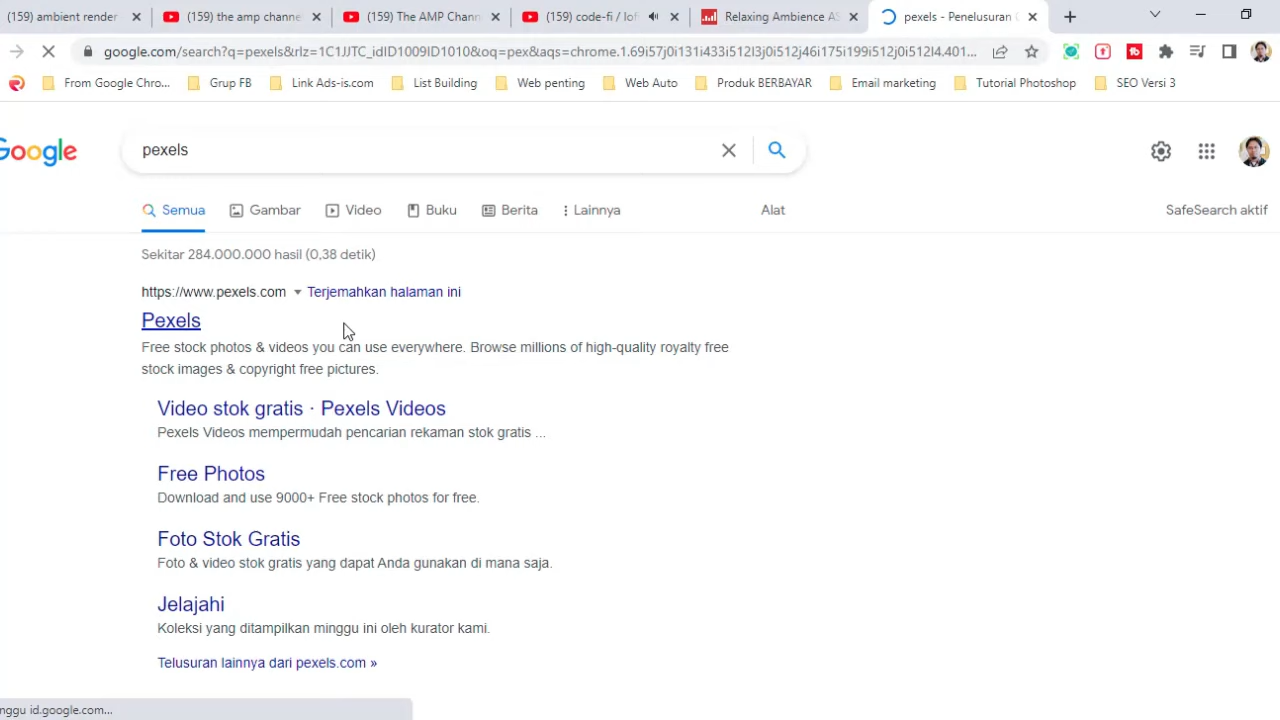 (159) ambient render
(159) the amp channe
(159) The AMP Chann
(159) code-fi / lof
Relaxing Ambience AS
pexels - Penelusuran
google.com/search?q=pexels&rlz=1C1JJTC_idID1009ID1010&oq=pex&aqs=chrome.1.69i57j0i131i433i512l3j0i512j46i175i199i512j0i512l4.401...
From Google Chro...
Grup FB
Link Ads-is.com
List Building
Web penting
Web Auto
Produk BERBAYAR
Email marketing
Tutorial Photoshop
SEO Versi 3
Google
pexels
Semua
Gambar
Video
Buku
Berita
Lainnya
Alat
SafeSearch aktif
Sekitar 284.000.000 hasil (0,38 detik)
https://www.pexels.com
Terjemahkan halaman ini
Pexels
Free stock photos & videos you can use everywhere. Browse millions of high-quality royalty free
stock images & copyright free pictures.
Video stok gratis · Pexels Videos
Pexels Videos mempermudah pencarian rekaman stok gratis ...
Free Photos
Download and use 9000+ Free stock photos for free.
Foto Stok Gratis
Foto & video stok gratis yang dapat Anda gunakan di mana saja.
Jelajahi
Koleksi yang ditampilkan minggu ini oleh kurator kami.
Telusuran lainnya dari pexels.com »
nggu id.google.com...